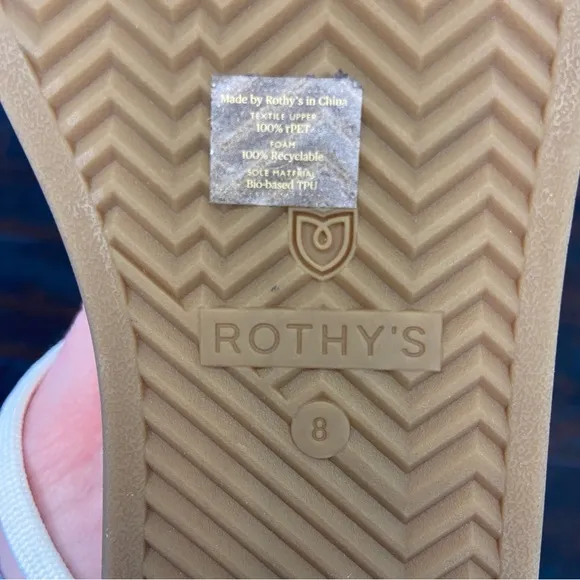 Made by Rothy's in China
TEXTILE UPPER
100% rPET
FOAM
100% Recyclable
SOLE MATERIAL
Bio-based TPU
ROTHY'S
8